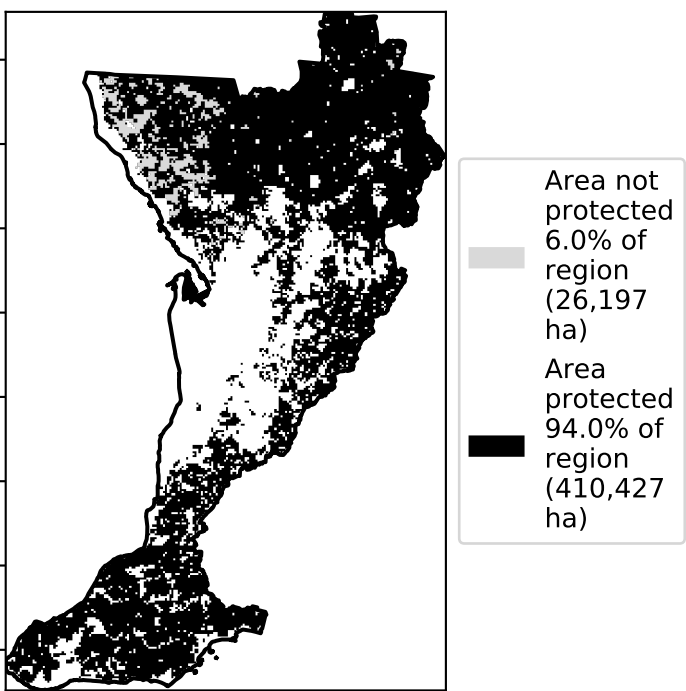 Area not
protected
6.0% of
region
(26,197
ha)
Area
protected
94.0% of
region
(410,427
ha)